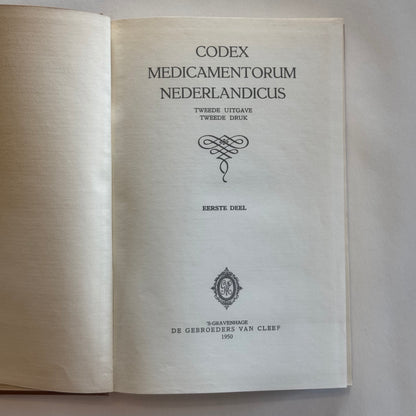 CODEX
MEDICAMENTORUM
NEDERLANDICUS
TWEEDE UITGAVE
TWEEDE DRUK
EERSTE DEEL
'S-GRAVENHAGE
DE GEBROEDERS VAN CLEEF
1950